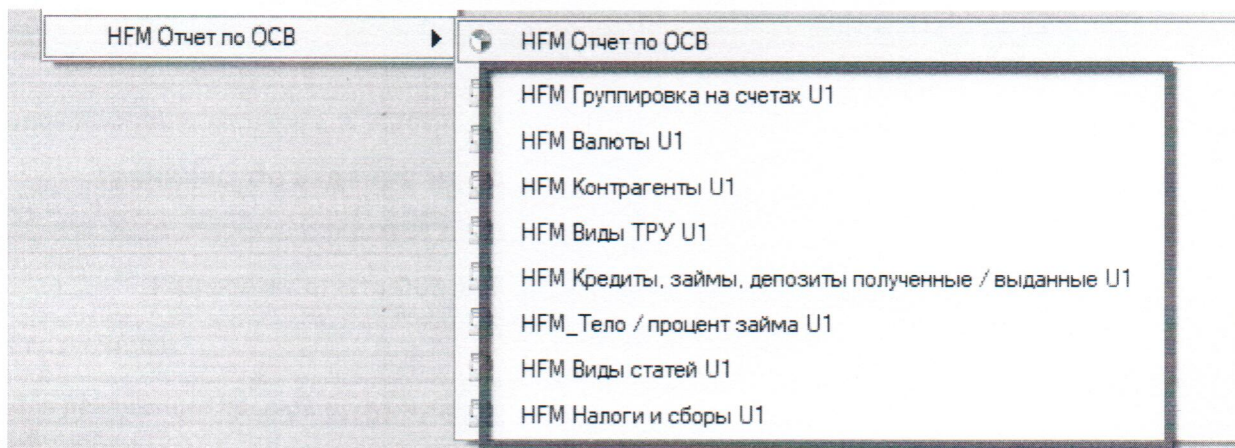 HFM Отчет по ОСВ
HFM Отчет по ОСВ
HFM Группировка на счетах U1
HFM Валюты U1
HFM Контрагенты U1
HFM Виды ТРУ U1
HFM Кредиты, займы, депозиты полученные / выданные U1
HFM_Тело / процент займа U1
HFM Виды статей U1
HFM Налоги и сборы U1